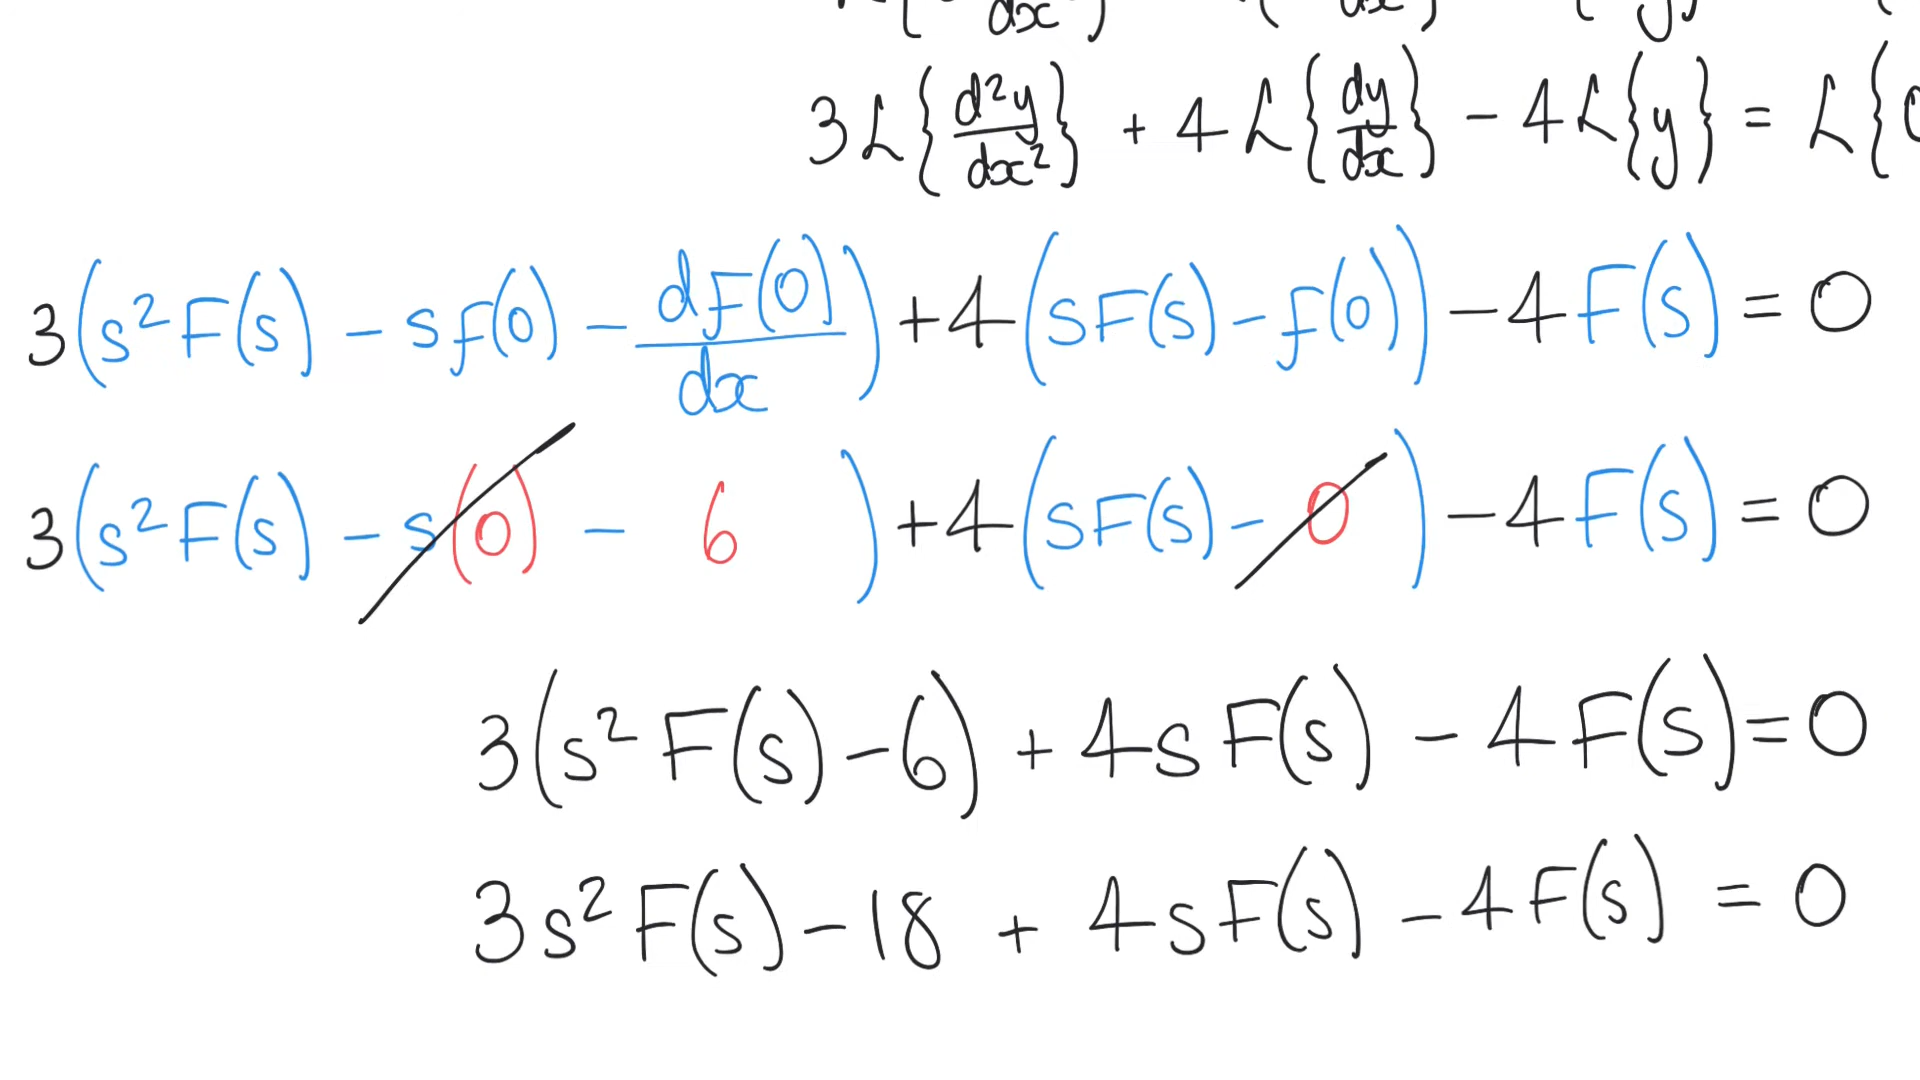 3ℒ{d²y/dx²} + 4ℒ{dy/dx} − 4ℒ{y} = ℒ{
3(s²F(s) − sf(0) − df(0)/dx) +4(sF(s) − f(0)) − 4F(s) = 0
3(s²F(s) − s(0) − 6) +4(sF(s) − 0) − 4F(s) = 0
3(s²F(s) − 6) + 4sF(s) − 4F(s) = 0
3s²F(s) − 18 + 4sF(s) − 4F(s) = 0